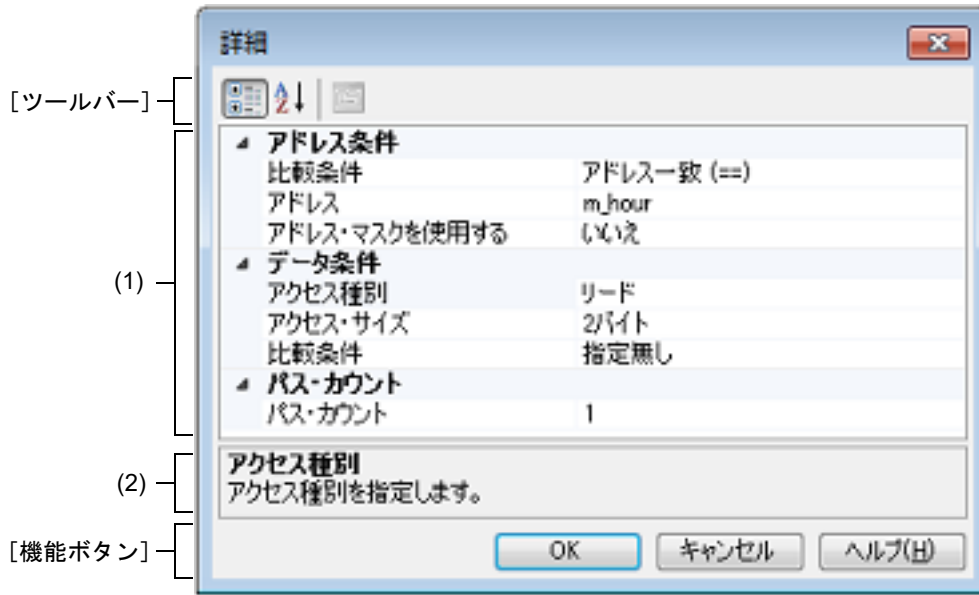 詳細
[ツールバー]
(1)
アドレス条件
比較条件 アドレス一致 (==)
アドレス m_hour
アドレス・マスクを使用する いいえ
データ条件
アクセス種別 リード
アクセス・サイズ 2バイト
比較条件 指定無し
パス・カウント
パス・カウント 1
(2)
アクセス種別
アクセス種別を指定します。
[機能ボタン]
OK キャンセル ヘルプ(H)